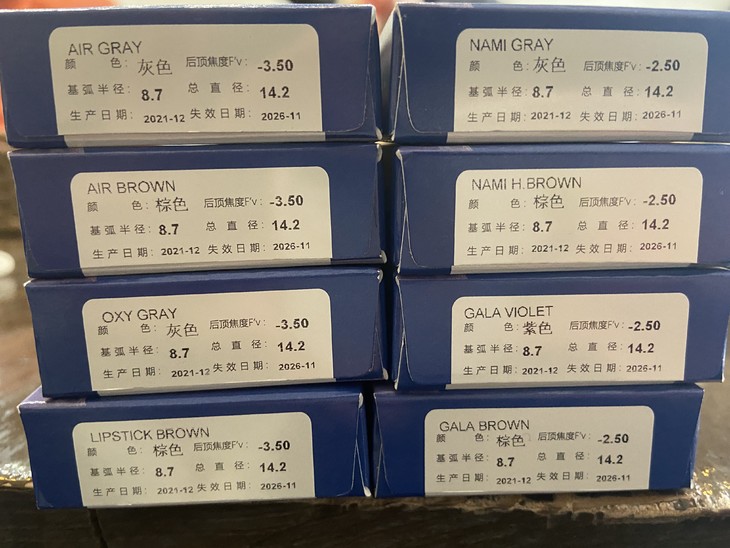 AIR GRAY
颜 色: 灰色 后顶焦度F'v: -3.50
基弧半径: 8.7 总直径: 14.2
生产日期: 2021-12 失效日期: 2026-11
AIR BROWN
颜 色: 棕色 后顶焦度F'v: -3.50
基弧半径: 8.7 总直径: 14.2
生产日期: 2021-12 失效日期: 2026-11
OXY GRAY
颜 色: 灰色 后顶焦度F'v: -3.50
基弧半径: 8.7 总直径: 14.2
生产日期: 2021-12 失效日期: 2026-11
LIPSTICK BROWN
颜 色: 棕色 后顶焦度F'v: -3.50
基弧半径: 8.7 总直径: 14.2
生产日期: 2021-12 失效日期: 2026-11
NAMI GRAY
颜 色: 灰色 后顶焦度F'v: -2.50
基弧半径: 8.7 总直径: 14.2
生产日期: 2021-12 失效日期: 2026-11
NAMI H.BROWN
颜 色: 棕色 后顶焦度F'v: -2.50
基弧半径: 8.7 总直径: 14.2
生产日期: 2021-12 失效日期: 2026-11
GALA VIOLET
颜 色: 紫色 后顶焦度F'v: -2.50
基弧半径: 8.7 总直径: 14.2
生产日期: 2021-12 失效日期: 2026-11
GALA BROWN
颜 色: 棕色 后顶焦度F'v: -2.50
基弧半径: 8.7 总直径: 14.2
生产日期: 2021-12 失效日期: 2026-11